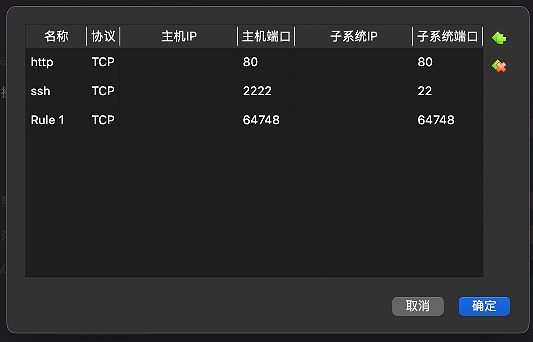 名称 协议 主机IP 主机端口 子系统IP 子系统端口
http TCP 80 80
ssh TCP 2222 22
Rule 1 TCP 64748 64748
取消 确定